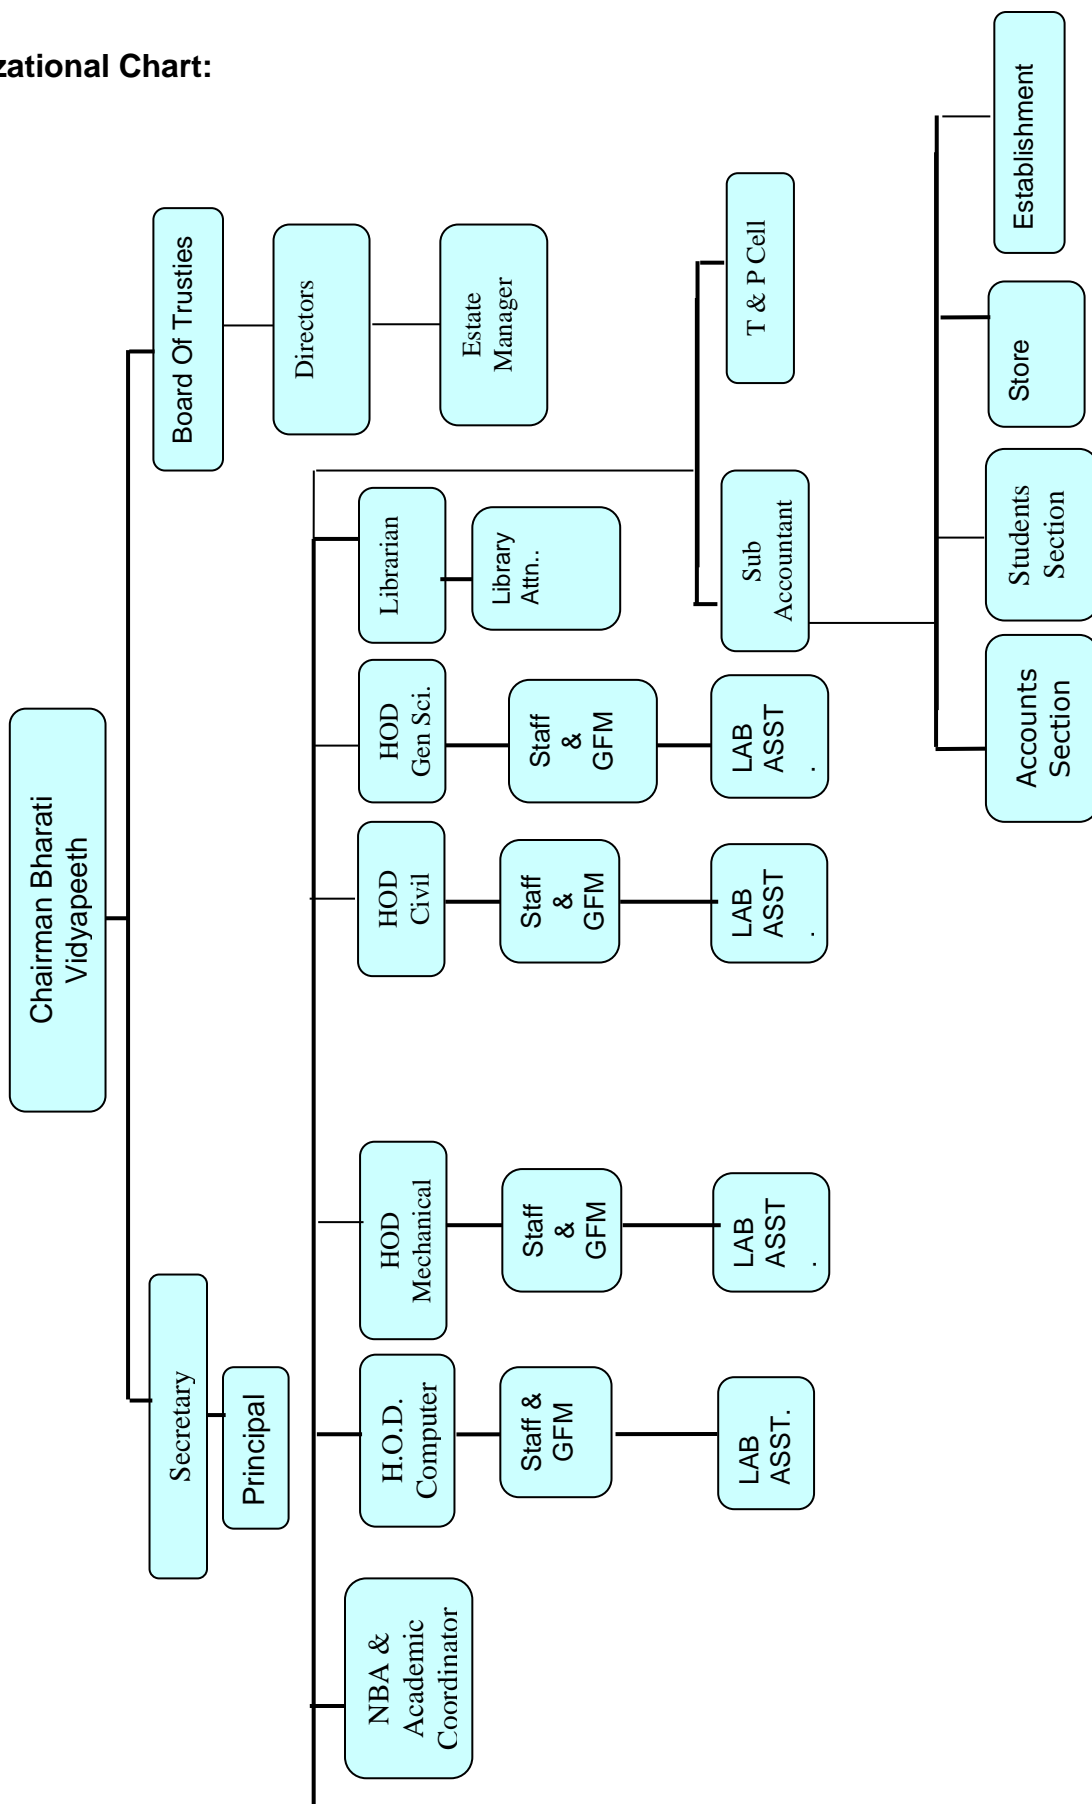 zational Chart:
Chairman Bharati
Vidyapeeth
Secretary
Board Of Trusties
Principal
Directors
Estate
Manager
NBA &
Academic
Coordinator
H.O.D.
Computer
HOD
Mechanical
HOD
Civil
HOD
Gen Sci.
Librarian
Staff &
GFM
Staff
&
GFM
Staff
&
GFM
Staff
&
GFM
Library
Attn..
LAB
ASST.
LAB
ASST
.
LAB
ASST
.
LAB
ASST
.
Sub
Accountant
T & P Cell
Accounts
Section
Students
Section
Store
Establishment